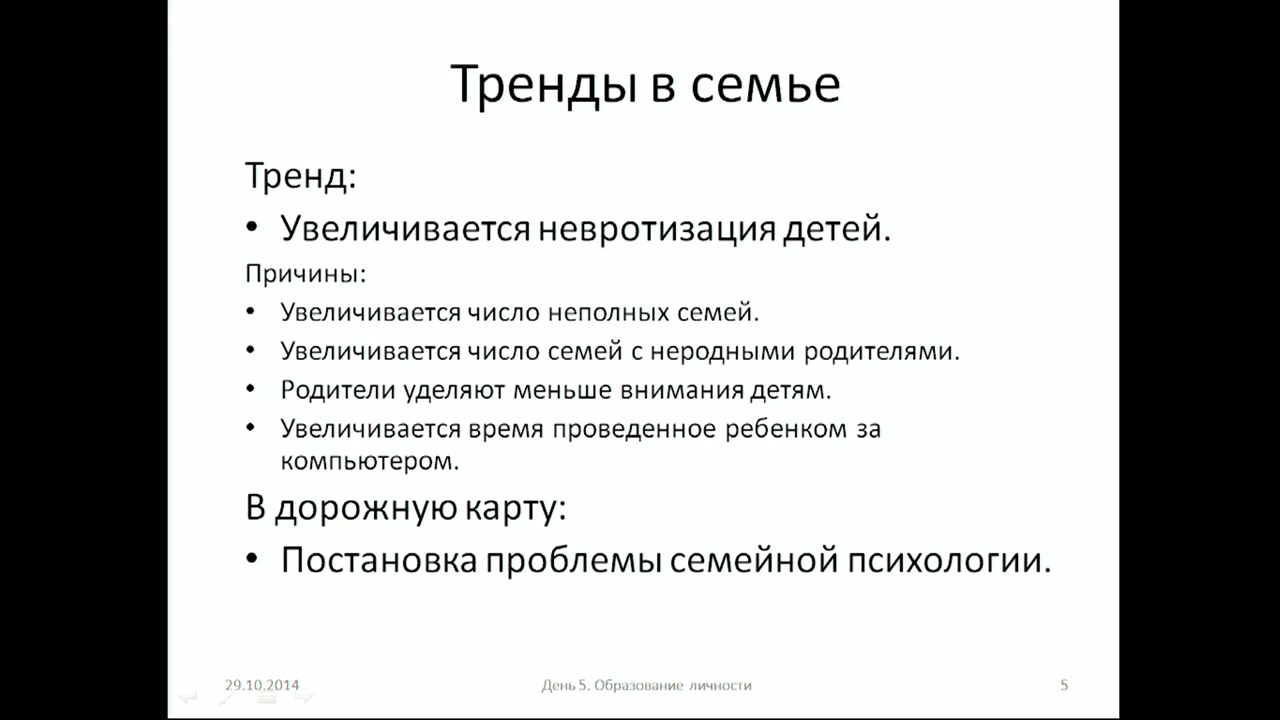 Тренды в семье
Тренд:
• Увеличивается невротизация детей.
Причины:
• Увеличивается число неполных семей.
• Увеличивается число семей с неродными родителями.
• Родители уделяют меньше внимания детям.
• Увеличивается время проведенное ребенком за
компьютером.
В дорожную карту:
• Постановка проблемы семейной психологии.
29.10.2014 День 5. Образование личности 5